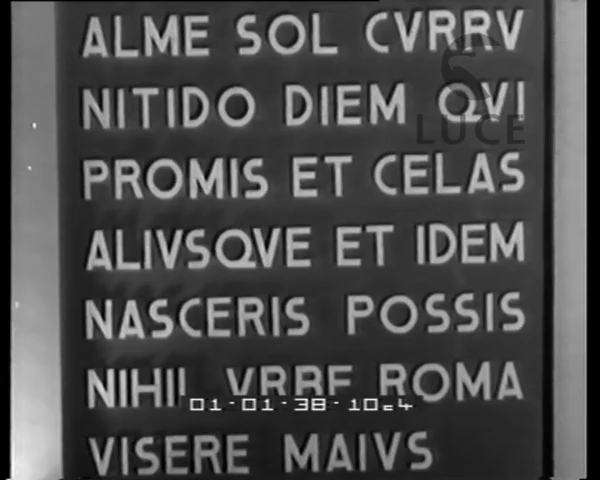 ALME SOL CVRRV
NITIDO DIEM QVI
LUCE
PROMIS ET CELAS
ALIVSQVE ET IDEM
NASCERIS POSSIS
NIHIL VRBE ROMA
01·01·38·10
VISERE MAIVS